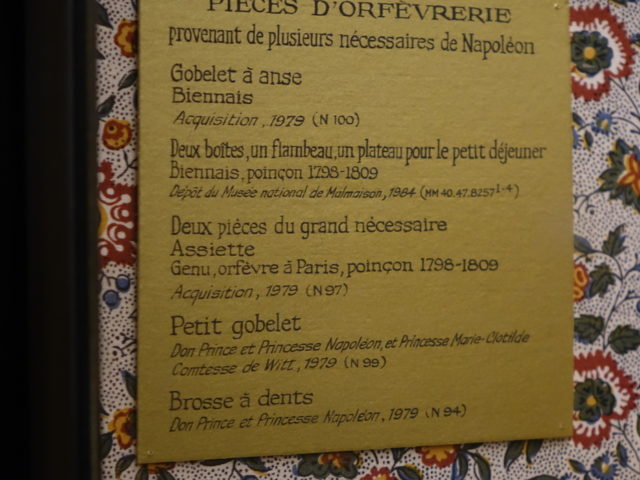 PIÈCES D'ORFÈVRERIE
provenant de plusieurs nécessaires de Napoléon
Gobelet à anse
Biennais
Acquisition, 1979 (N 100)
Deux boîtes, un flambeau, un plateau pour le petit déjeuner
Biennais, poinçon 1798-1809
Dépôt du Musée national de Malmaison, 1984 (MM 40.47.8257 1-4)
Deux piéces du grand nécessaire
Assiette
Genu, orfèvre à Paris, poinçon 1798-1809
Acquisition, 1979 (N 97)
Petit gobelet
Don Prince et Princesse Napoléon, et Princesse Marie-Clotilde
Comtesse de Witt, 1979 (N 99)
Brosse à dents
Don Prince et Princesse Napoléon, 1979 (N 94)